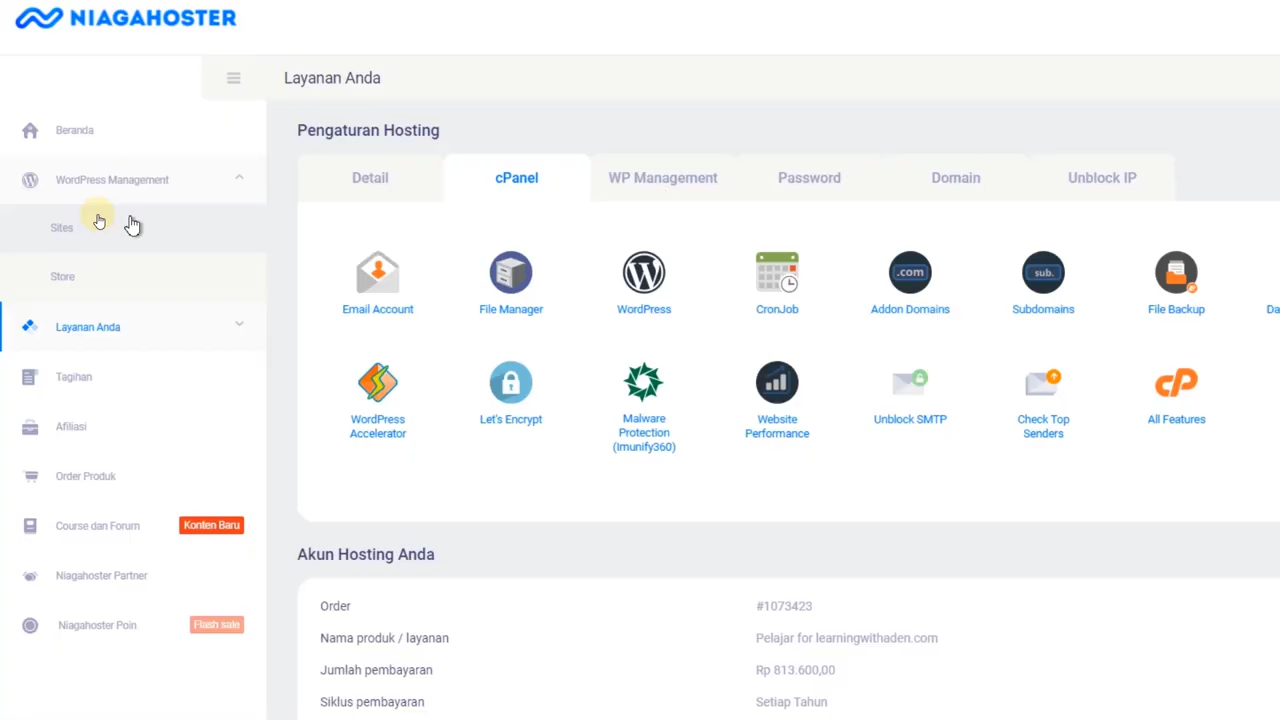 NIAGAHOSTER
Layanan Anda
Beranda
WordPress Management
Sites
Store
Layanan Anda
Tagihan
Afiliasi
Order Produk
Course dan Forum Konten Baru
Niagahoster Partner
Niagahoster Poin Flash sale
Pengaturan Hosting
Detail cPanel WP Management Password Domain Unblock IP
Email Account File Manager WordPress CronJob Addon Domains Subdomains File Backup Da
WordPress
Accelerator
Let's Encrypt
Malware
Protection
(Imunify360)
Website
Performance
Unblock SMTP
Check Top
Senders
All Features
Akun Hosting Anda
Order #1073423
Nama produk / layanan Pelajar for learningwithaden.com
Jumlah pembayaran Rp 813.600,00
Siklus pembayaran Setiap Tahun